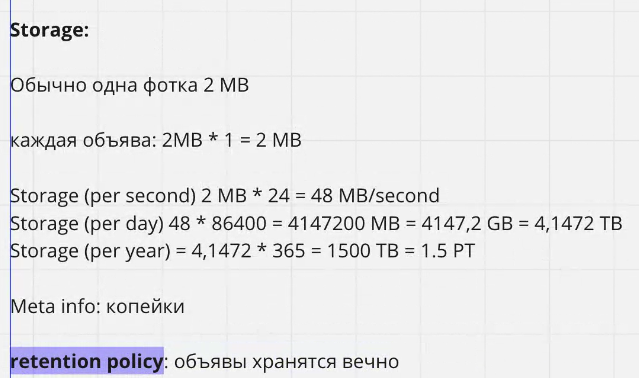 Storage:
Обычно одна фотка 2 MB
каждая объява: 2MB * 1 = 2 MB
Storage (per second) 2 MB * 24 = 48 MB/second
Storage (per day) 48 * 86400 = 4147200 MB = 4147,2 GB = 4,1472 TB
Storage (per year) = 4,1472 * 365 = 1500 TB = 1.5 PT
Meta info: копейки
retention policy: объявы хранятся вечно